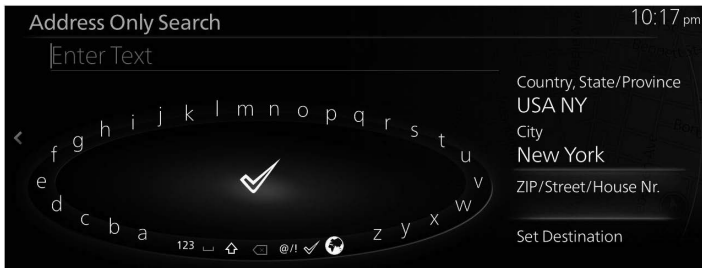 Address Only Search
10:17 pm
Enter Text
Country, State/Province
USA NY
City
New York
ZIP/Street/House Nr.
Set Destination
a b c d e f g h i j k l m n o p q r s t u v w x y z
123 @/!